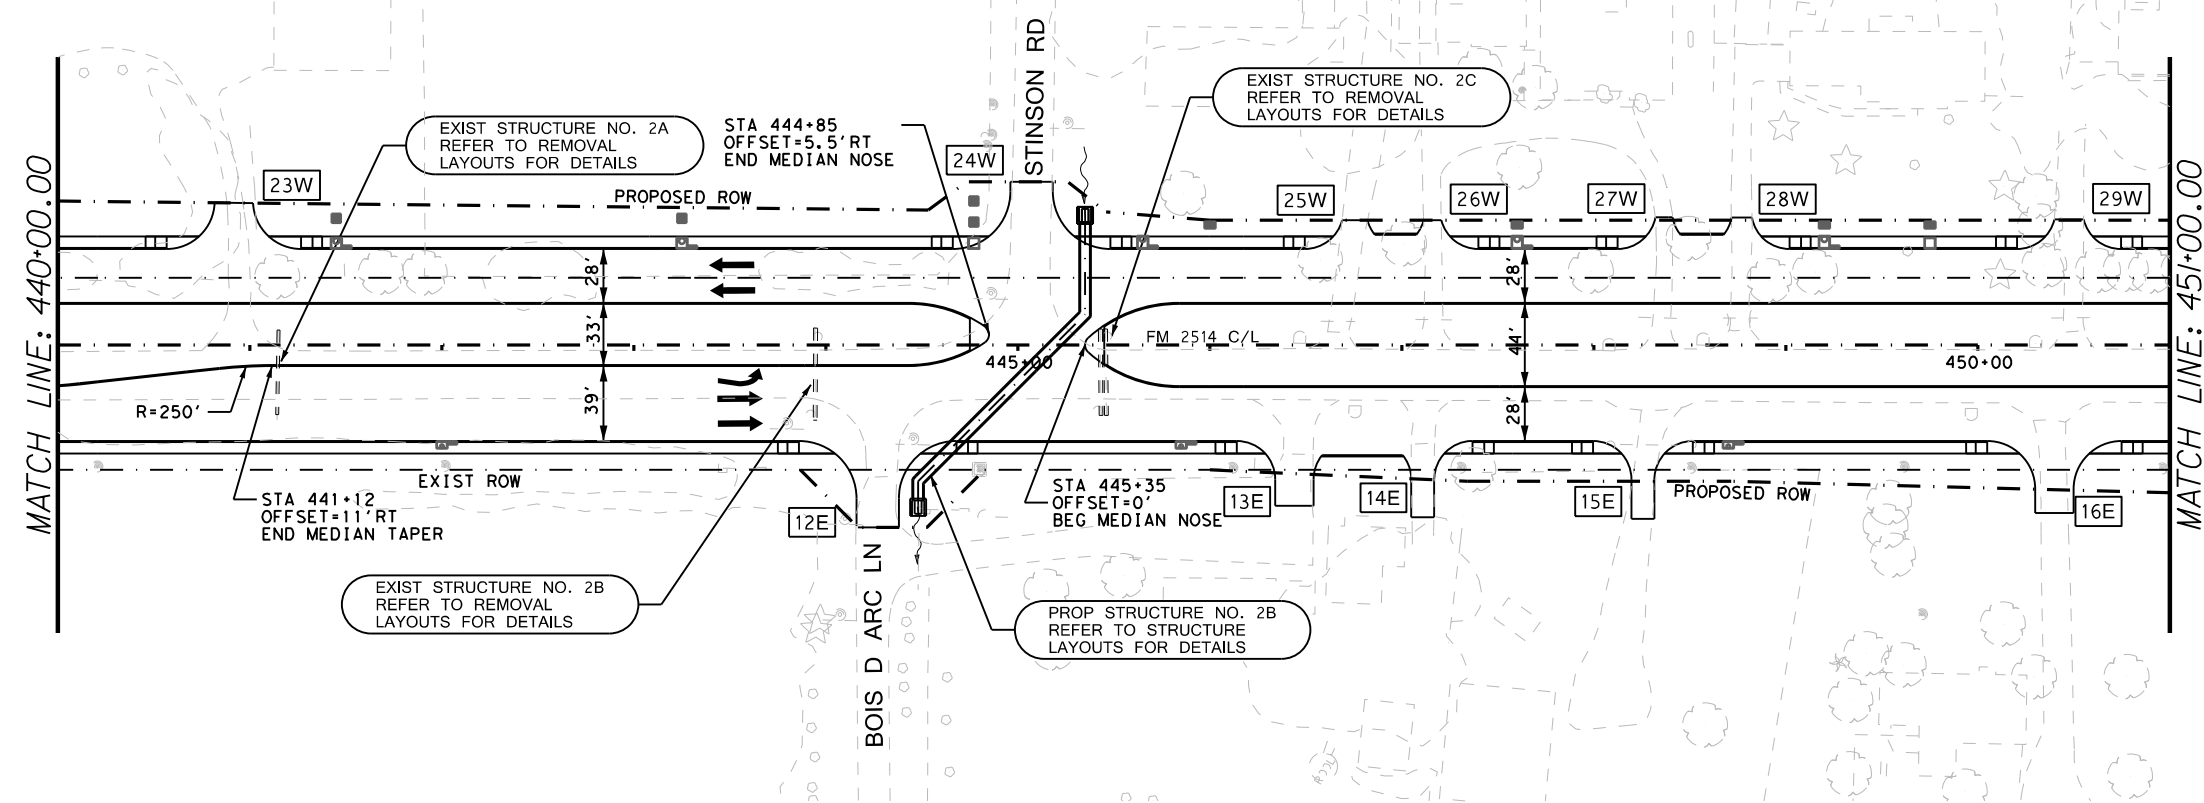 STINSON RD
EXIST STRUCTURE NO. 2C
REFER TO REMOVAL
LAYOUTS FOR DETAILS
EXIST STRUCTURE NO. 2A
REFER TO REMOVAL
LAYOUTS FOR DETAILS
STA 444+85
OFFSET=5.5'RT
END MEDIAN NOSE
24W
23W
PROPOSED ROW
25W
26W
27W
28W
29W
MATCH LINE: 440+00.00
MATCH LINE: 451+00.00
28'
28'
33'
44'
FM 2514 C/L
445+00
450+00
R=250'
39'
28'
EXIST ROW
STA 441+12
OFFSET=11'RT
END MEDIAN TAPER
STA 445+35
OFFSET=0'
BEG MEDIAN NOSE
12E
13E
14E
15E
PROPOSED ROW
16E
BOIS D ARC LN
EXIST STRUCTURE NO. 2B
REFER TO REMOVAL
LAYOUTS FOR DETAILS
PROP STRUCTURE NO. 2B
REFER TO STRUCTURE
LAYOUTS FOR DETAILS